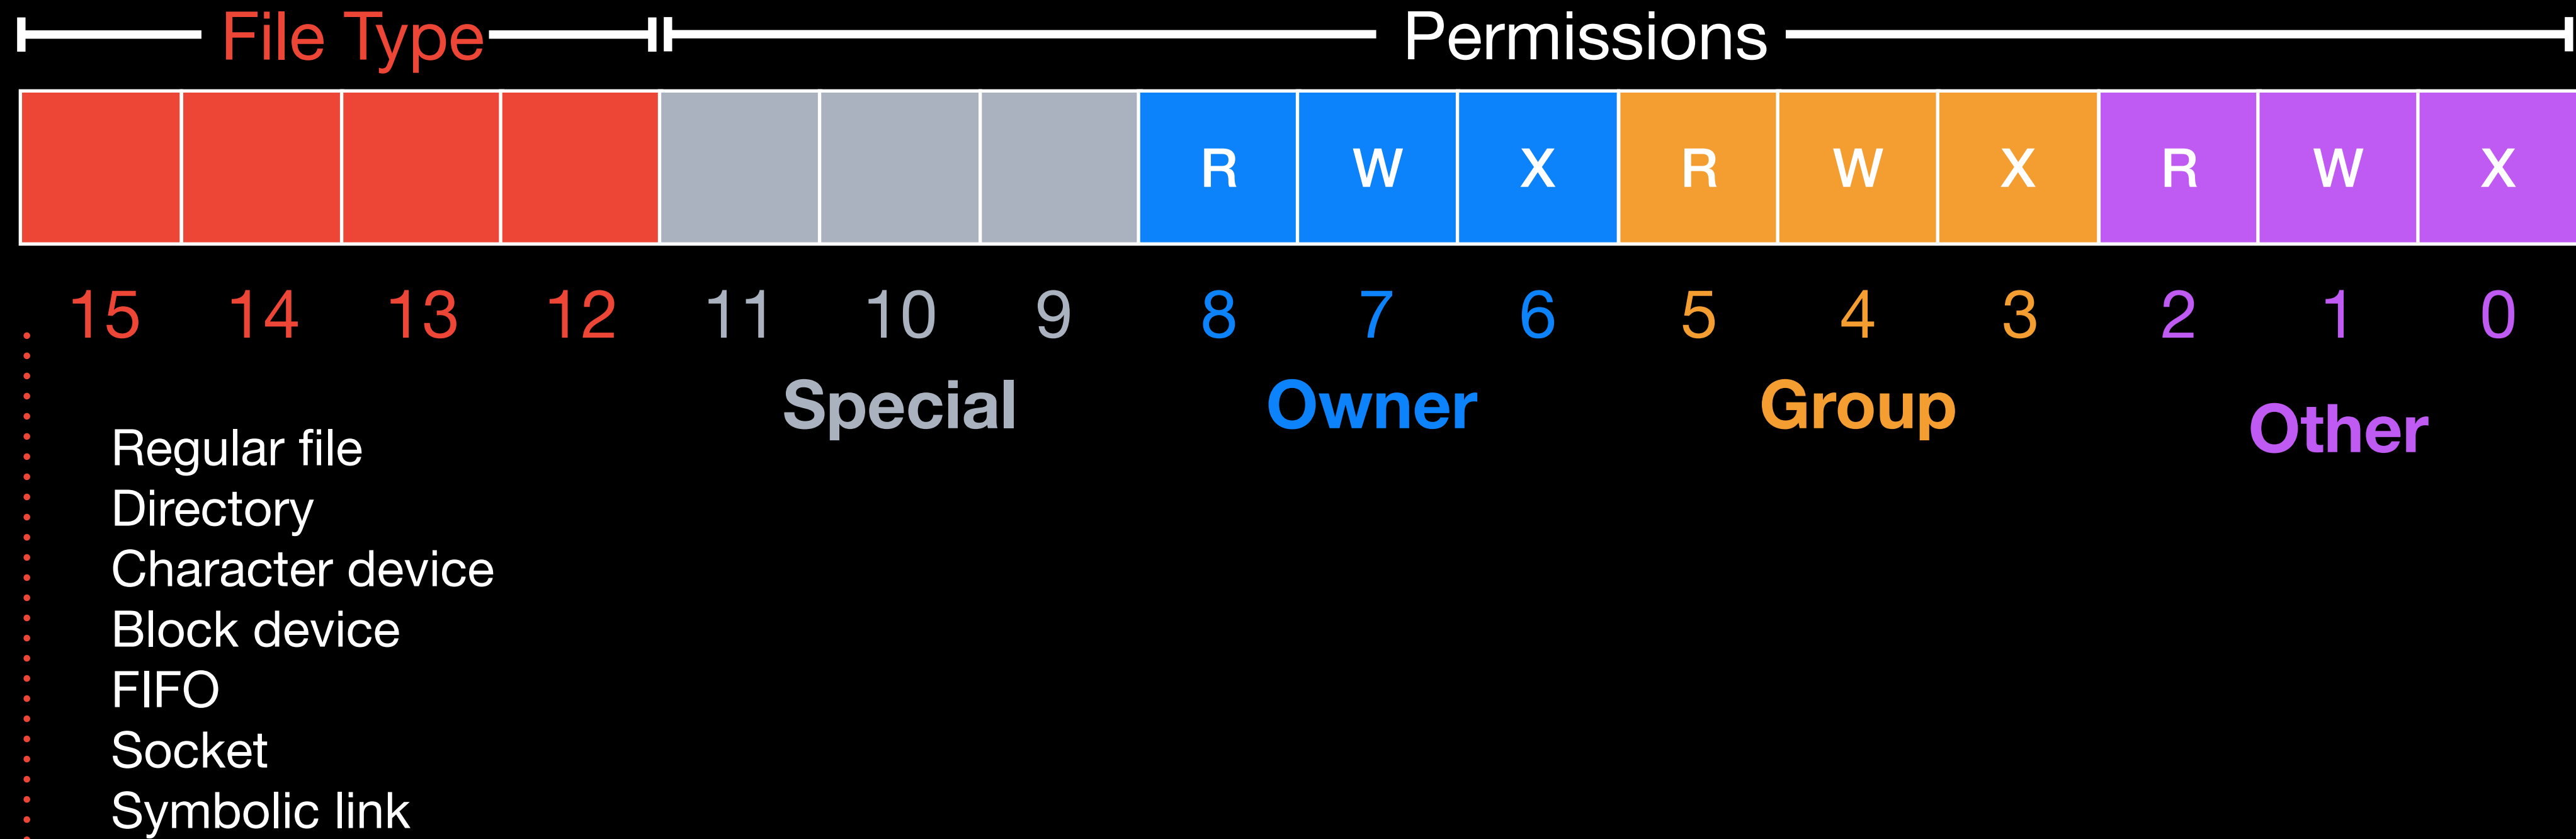 File Type Permissions
R W X R W X R W X
15 14 13 12 11 10 9 8 7 6 5 4 3 2 1 0
Special Owner Group Other
Regular file
Directory
Character device
Block device
FIFO
Socket
Symbolic link